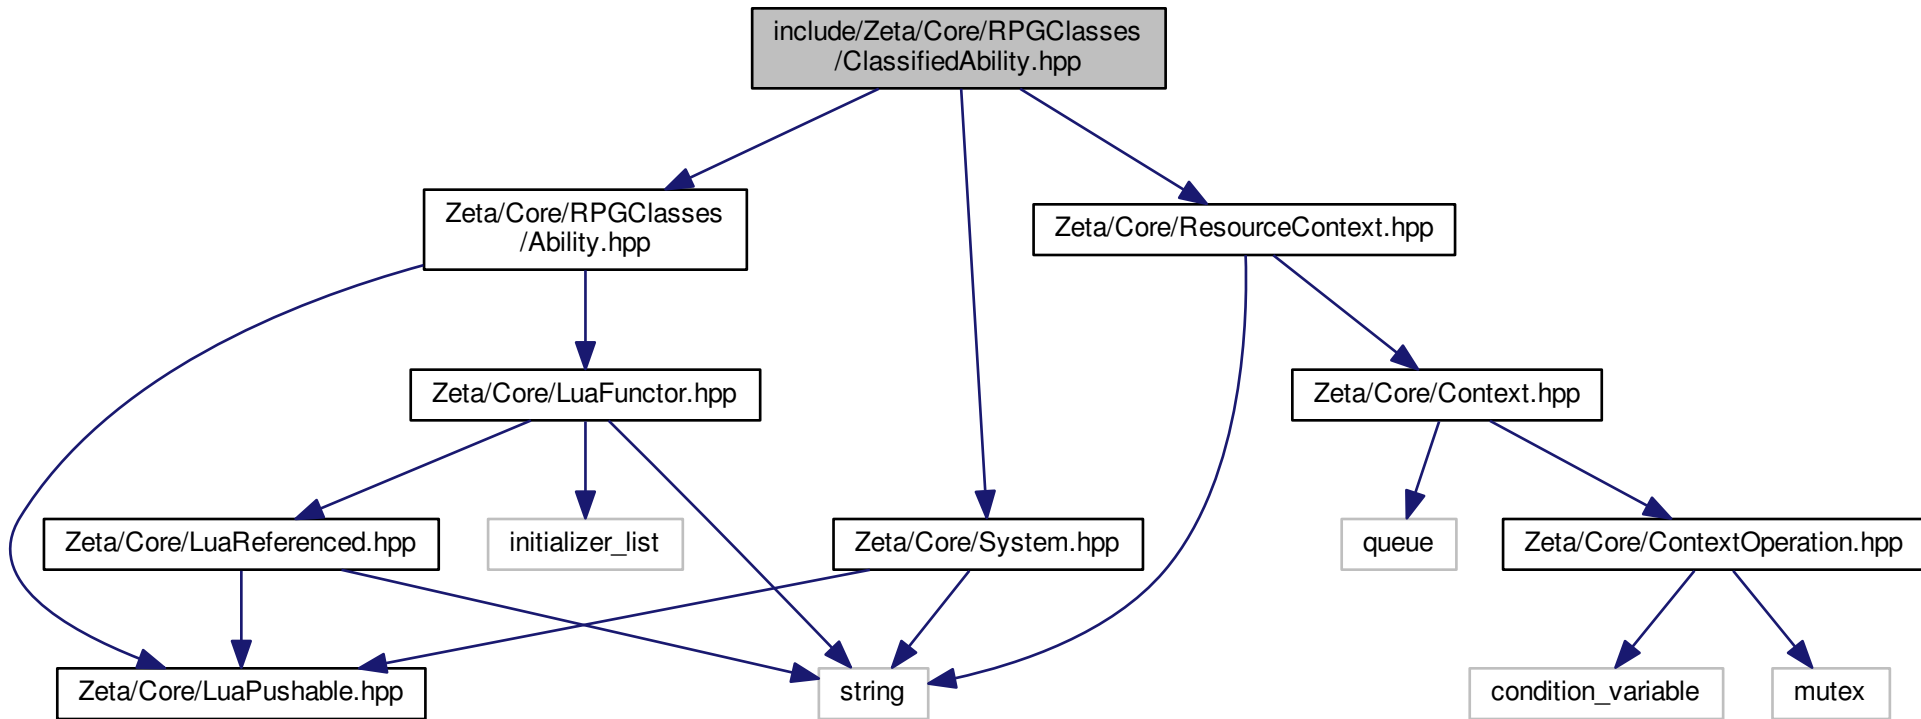 include/Zeta/Core/RPGClasses
/ClassifiedAbility.hpp
Zeta/Core/RPGClasses
/Ability.hpp
Zeta/Core/ResourceContext.hpp
Zeta/Core/LuaFunctor.hpp
Zeta/Core/Context.hpp
Zeta/Core/LuaReferenced.hpp
initializer_list
Zeta/Core/System.hpp
queue
Zeta/Core/ContextOperation.hpp
Zeta/Core/LuaPushable.hpp
string
condition_variable
mutex